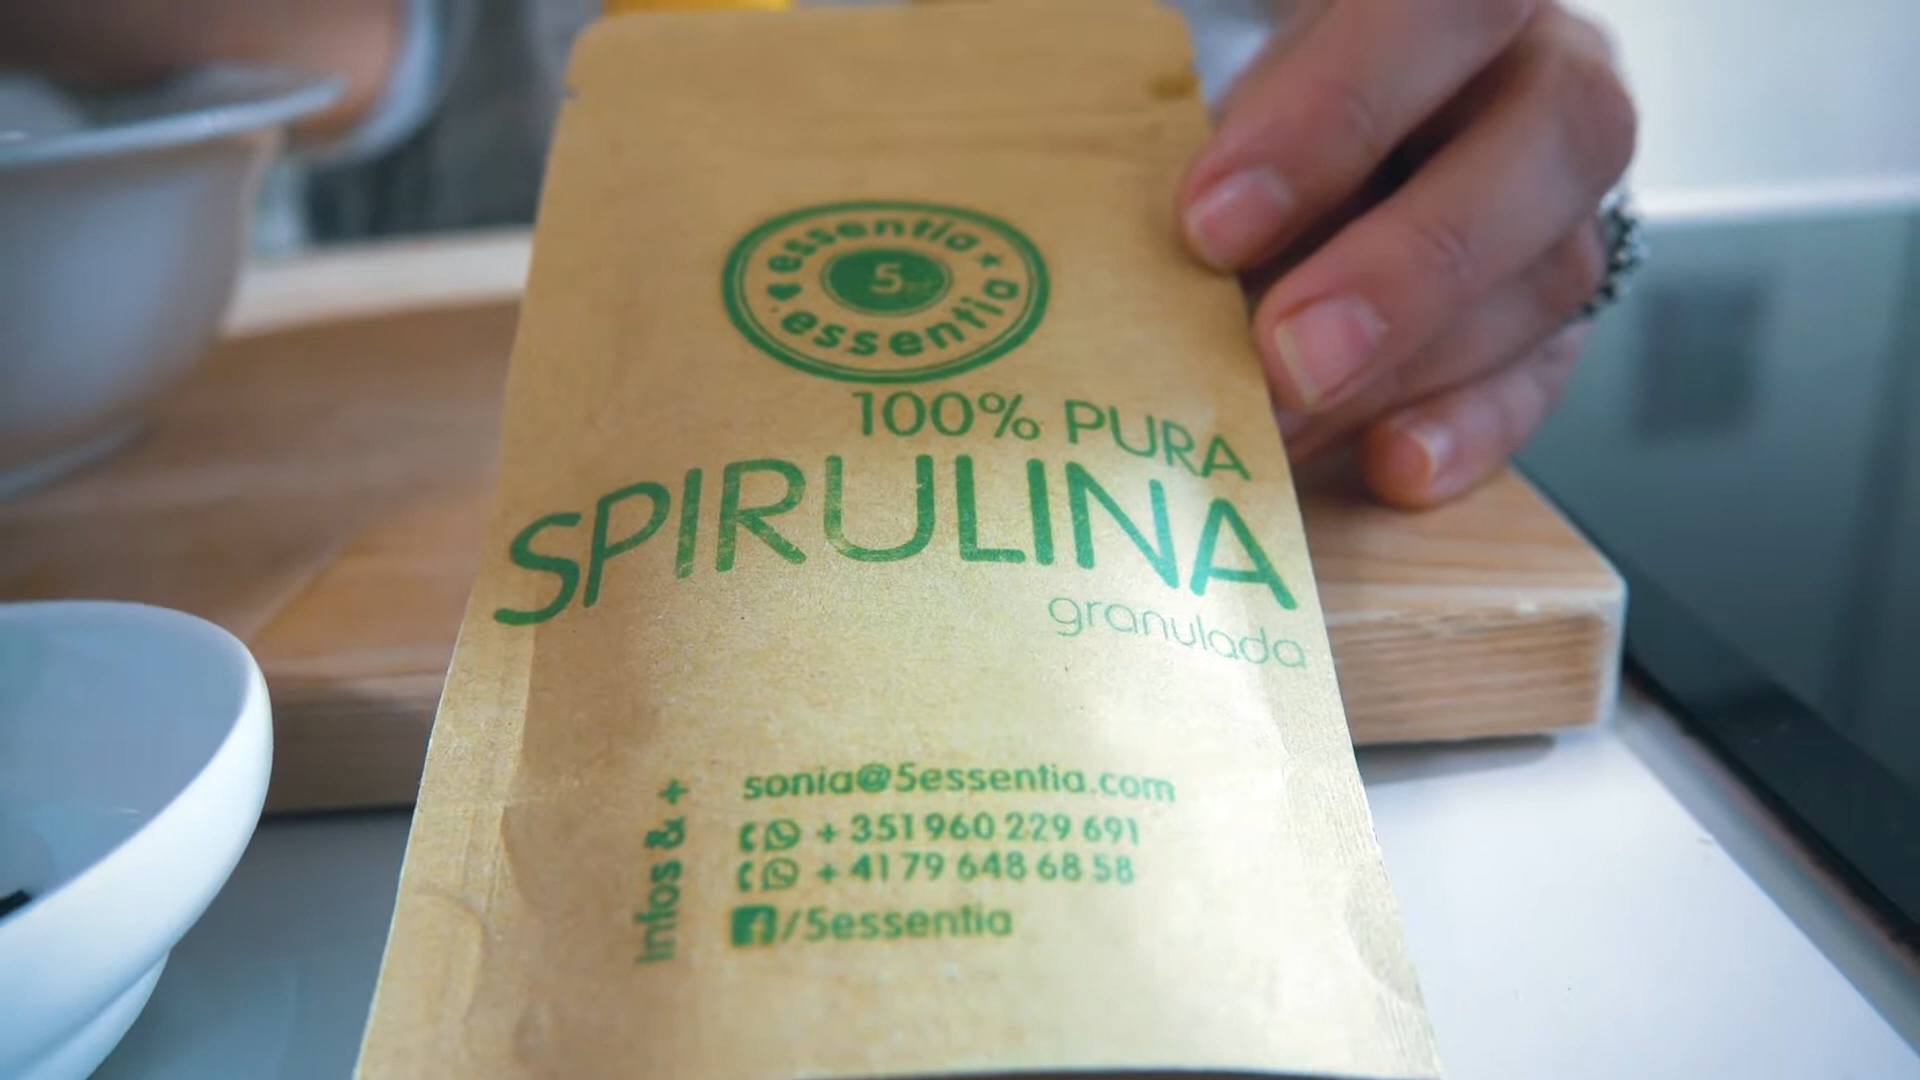 essentia
5
essentia
100% PURA
SPIRULINA
granulada
Infos & +
sonia@5essentia.com
+ 351 960 229 691
+ 41 79 648 68 58
/5essentia